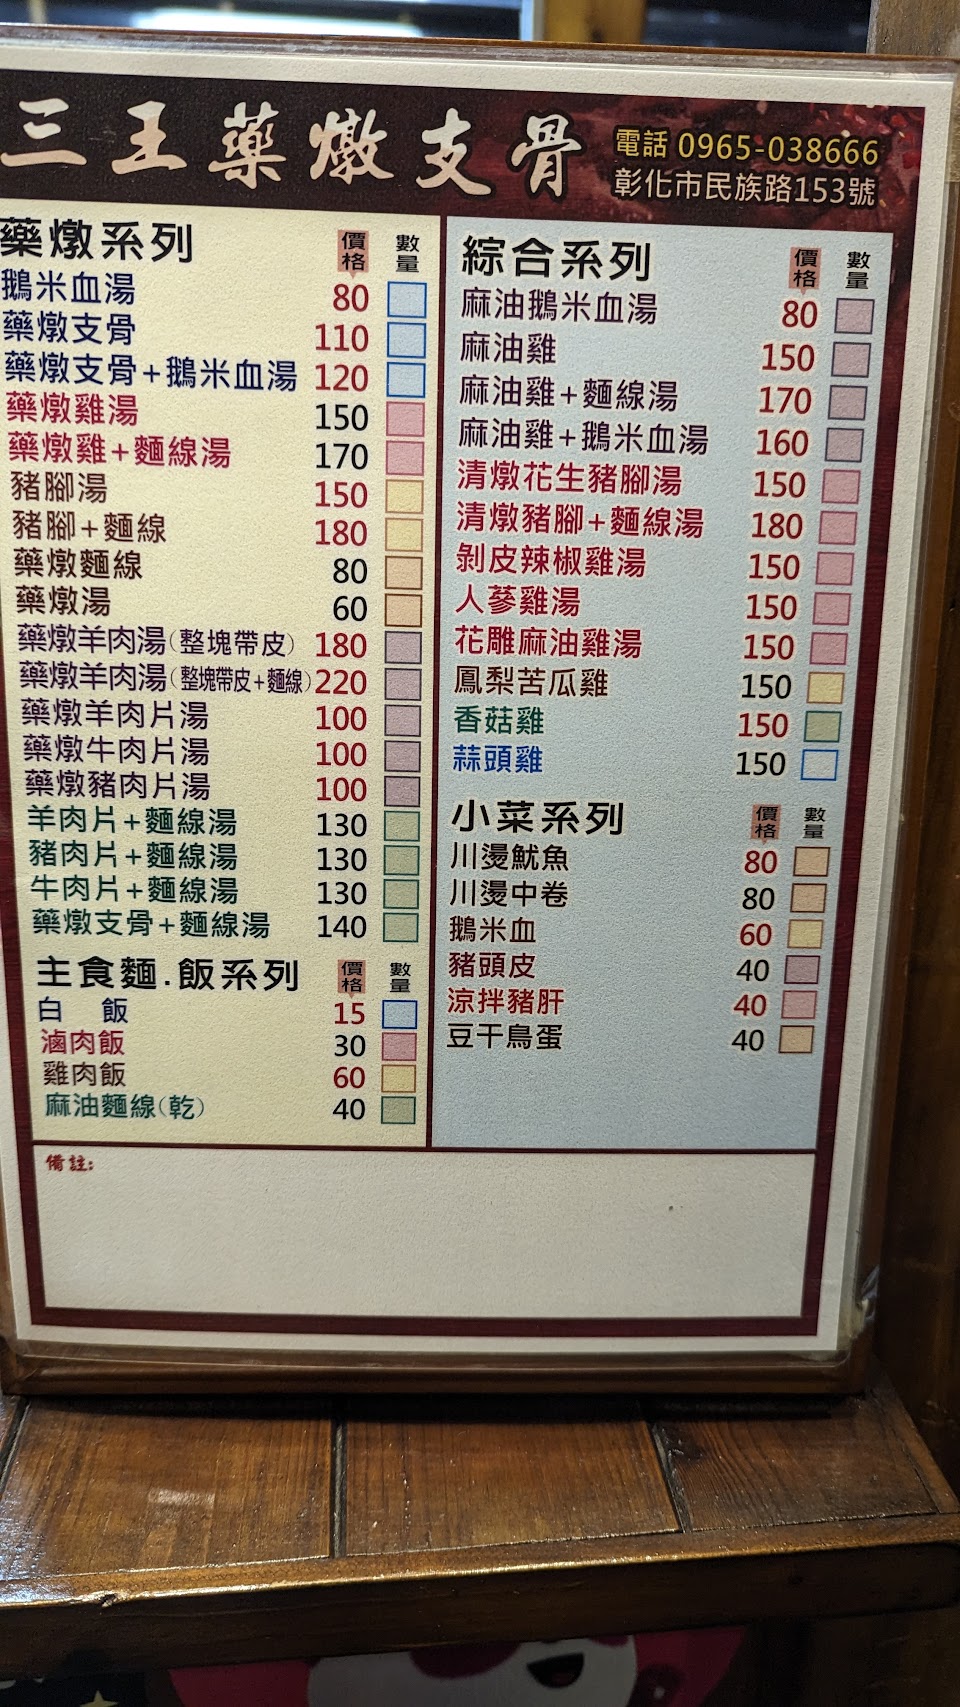 三王藥燉支骨
電話 0965-038666
彰化市民族路153號
藥燉系列 價格 數量
鵝米血湯 80
藥燉支骨 110
藥燉支骨+鵝米血湯 120
藥燉雞湯 150
藥燉雞+麵線湯 170
豬腳湯 150
豬腳+麵線 180
藥燉麵線 80
藥燉湯 60
藥燉羊肉湯(整塊帶皮) 180
藥燉羊肉湯(整塊帶皮+麵線) 220
藥燉羊肉片湯 100
藥燉牛肉片湯 100
藥燉豬肉片湯 100
羊肉片+麵線湯 130
豬肉片+麵線湯 130
牛肉片+麵線湯 130
藥燉支骨+麵線湯 140
主食麵.飯系列 價格 數量
白 飯 15
滷肉飯 30
雞肉飯 60
麻油麵線(乾) 40
綜合系列 價格 數量
麻油鵝米血湯 80
麻油雞 150
麻油雞+麵線湯 170
麻油雞+鵝米血湯 160
清燉花生豬腳湯 150
清燉豬腳+麵線湯 180
剝皮辣椒雞湯 150
人蔘雞湯 150
花雕麻油雞湯 150
鳳梨苦瓜雞 150
香菇雞 150
蒜頭雞 150
小菜系列 價格 數量
川燙魷魚 80
川燙中卷 80
鵝米血 60
豬頭皮 40
涼拌豬肝 40
豆干鳥蛋 40
備註: